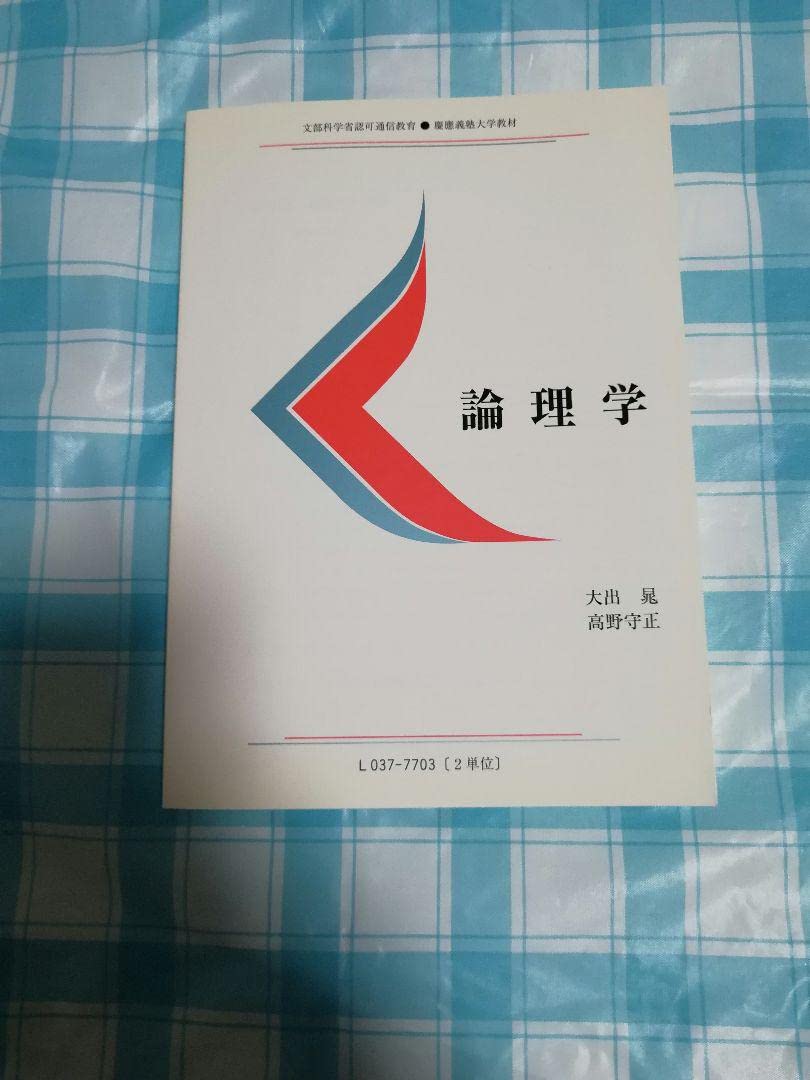 文部科学省認可通信教育 ● 慶應義塾大学教材
論理学
大出 晁
高野守正
L037-7703〔2単位〕